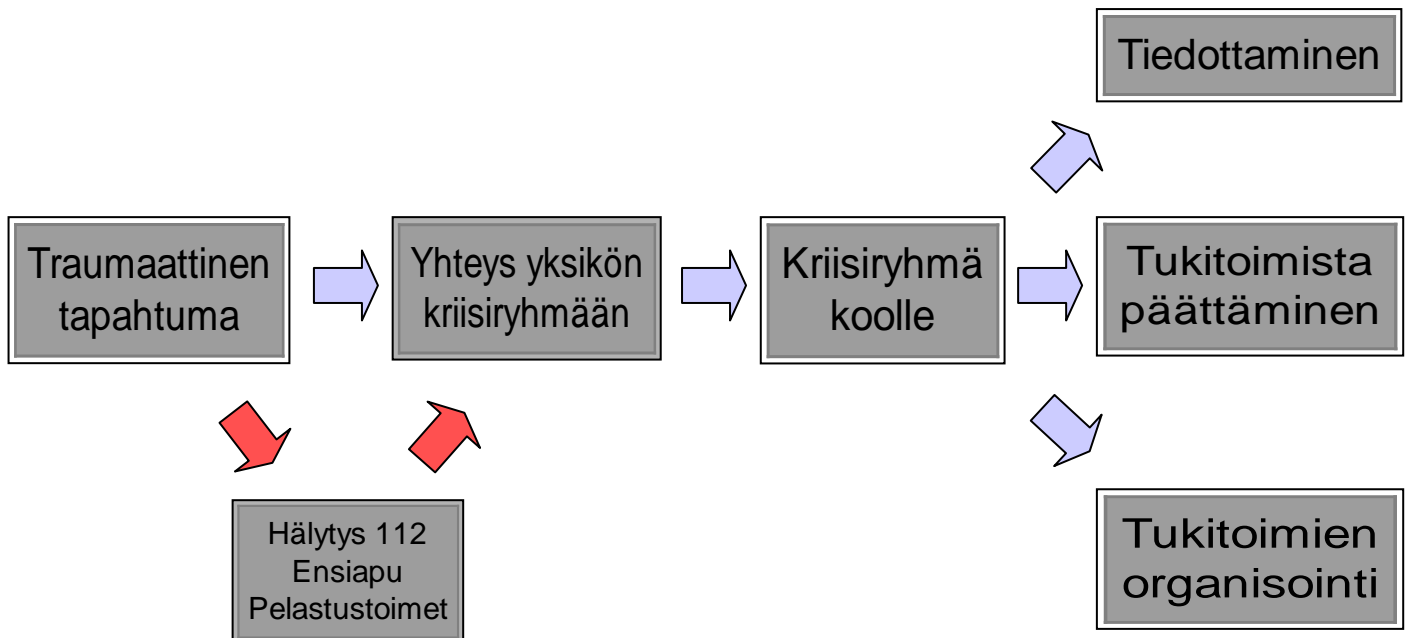 Tiedottaminen
Traumaattinen
tapahtuma
Yhteys yksikön
kriisiryhmään
Kriisiryhmä
koolle
Tukitoimista
päättäminen
Hälytys 112
Ensiapu
Pelastustoimet
Tukitoimien
organisointi